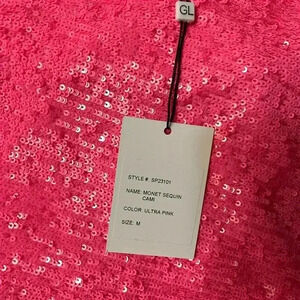 GL
STYLE #: SP23101
NAME: MONET SEQUIN
CAMI
COLOR: ULTRA PINK
SIZE: M